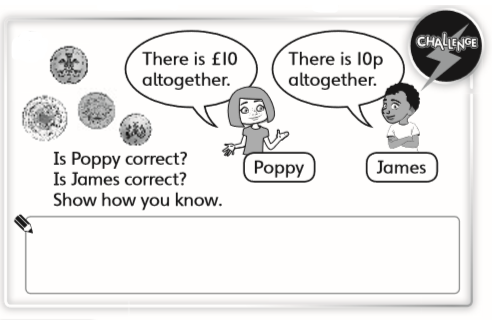 CHALLENGE
There is £10
altogether.
There is 10p
altogether.
Poppy
James
Is Poppy correct?
Is James correct?
Show how you know.